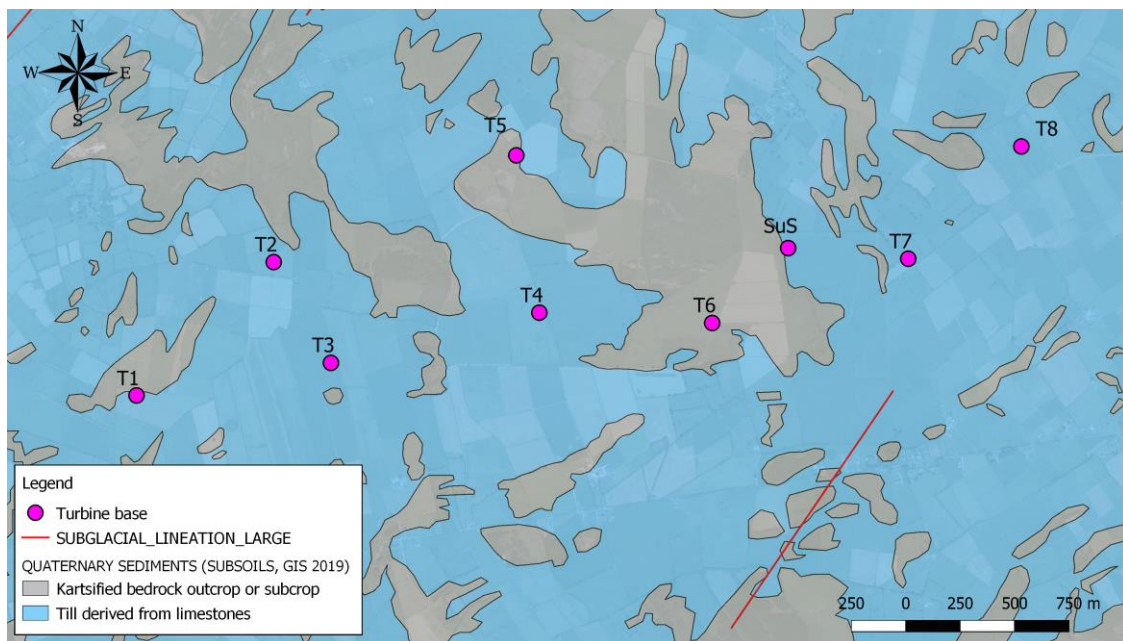 N
W E
S
T5
T8
T2
SuS
T7
T4
T6
T3
T1
Legend
Turbine base
SUBGLACIAL_LINEATION_LARGE
QUATERNARY SEDIMENTS (SUBSOILS, GIS 2019)
Kartsified bedrock outcrop or subcrop
Till derived from limestones
250 0 250 500 750 m